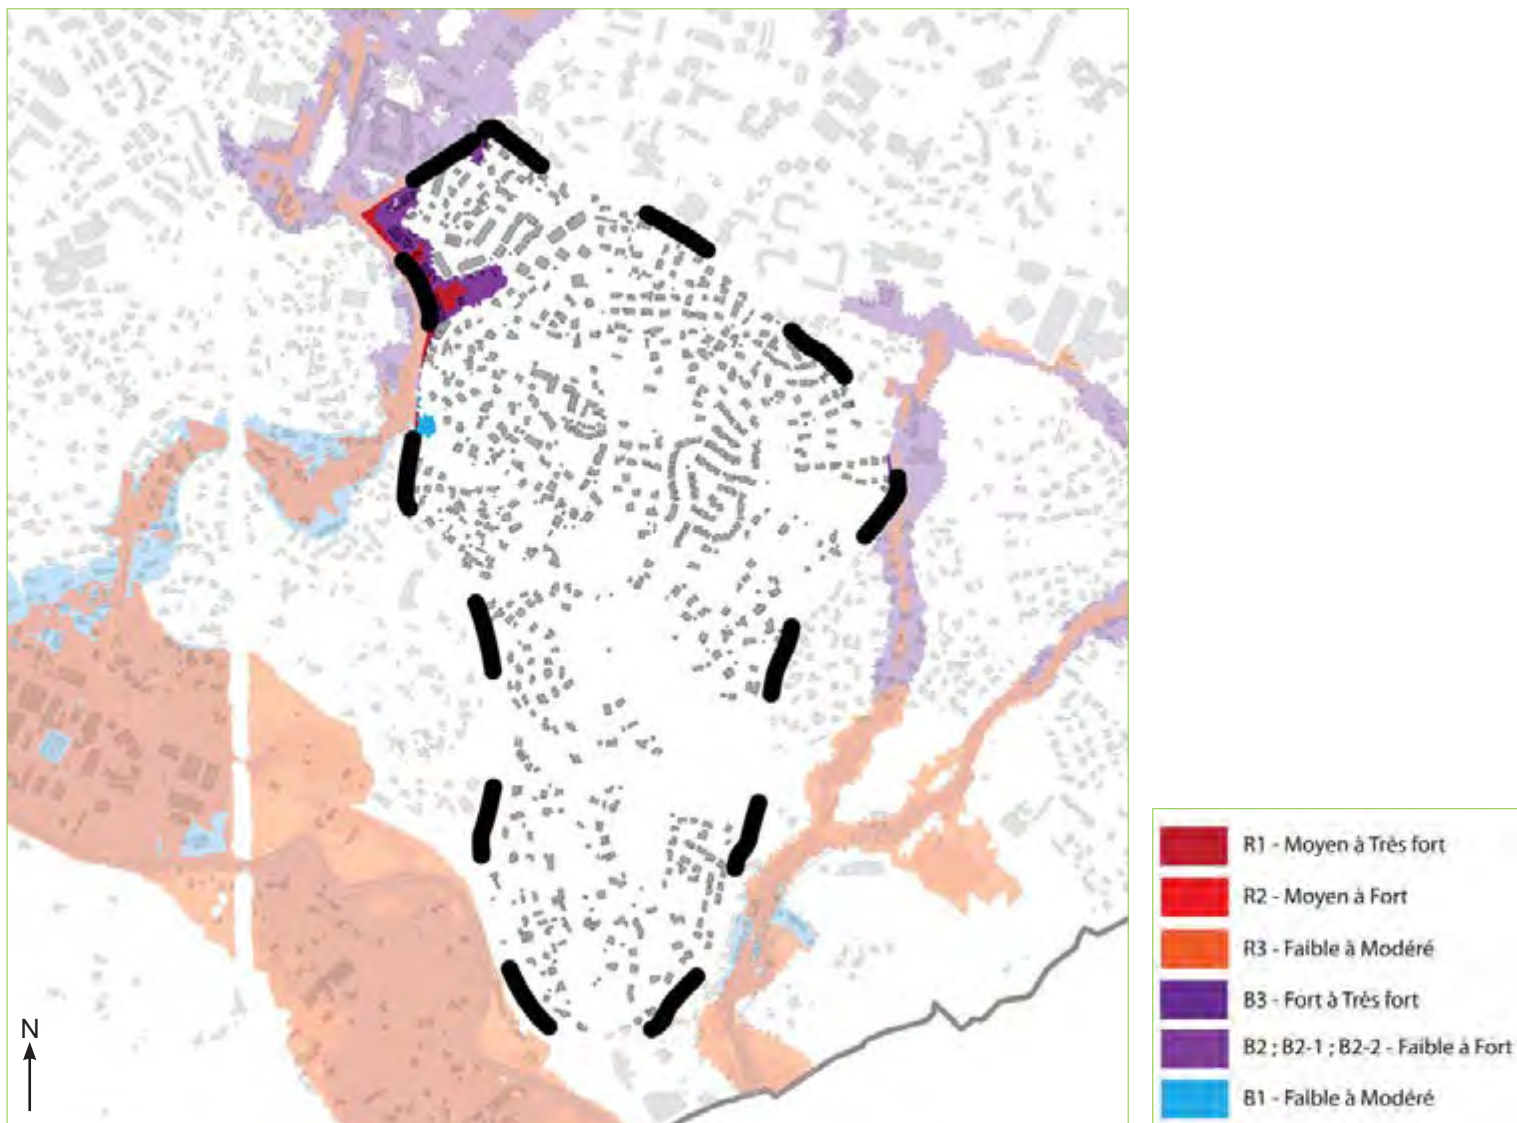 N
R1 - Moyen à Très fort
R2 - Moyen à Fort
R3 - Faible à Modéré
B3 - Fort à Très fort
B2 ; B2-1 ; B2-2 - Faible à Fort
B1 - Faible à Modéré